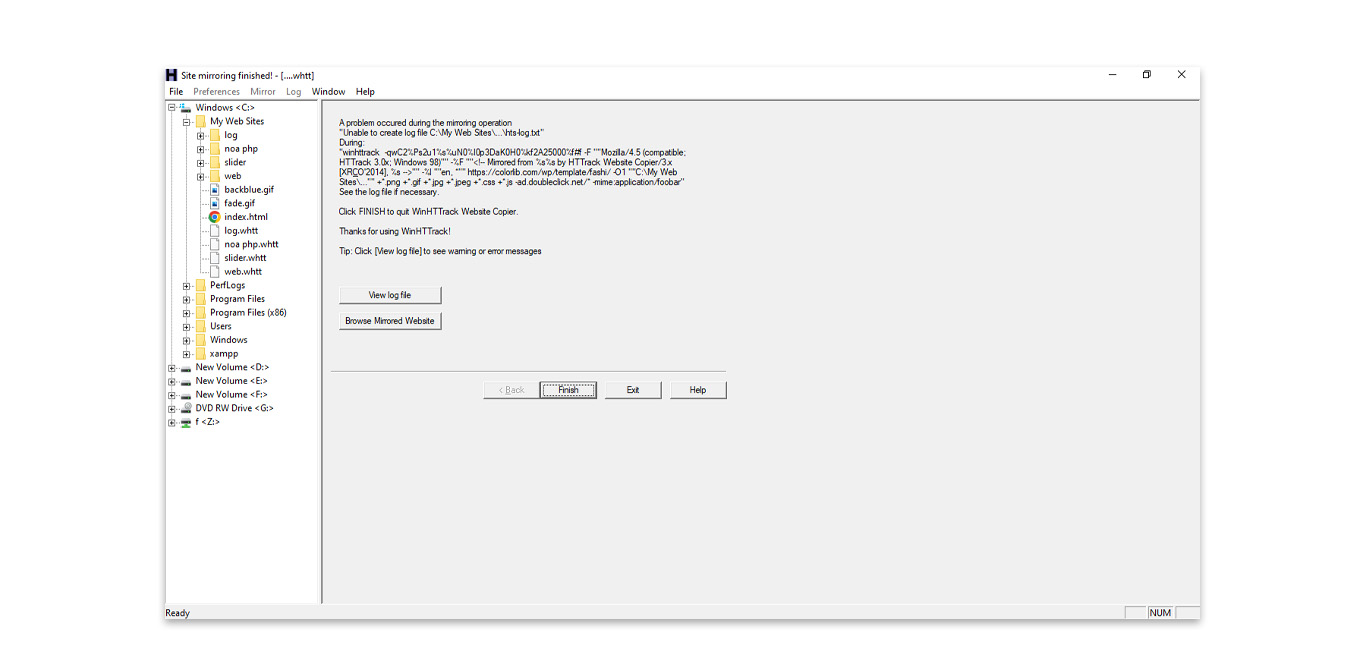 Site mirroring finished! - [....whtt]
File Preferences Mirror Log Window Help
Windows <C:>
My Web Sites
log
noa php
slider
web
backblue.gif
fade.gif
index.html
log.whtt
noa php.whtt
slider.whtt
web.whtt
PerfLogs
Program Files
Program Files (x86)
Users
Windows
xampp
New Volume <D:>
New Volume <E:>
New Volume <F:>
DVD RW Drive <G:>
f <Z:>
A problem occured during the mirroring operation
"Unable to create log file C:\My Web Sites\...\hts-log.txt"
During:
"winhttrack -qwC2%Ps2u1%s%uN0%I0p3DaK0H0%kf2A25000%f#f -F ""Mozilla/4.5 (compatible;
HTTrack 3.0x; Windows 98)"" -%F ""<!-- Mirrored from %s%s by HTTrack Website Copier/3.x
[XR&CO'2014], %s -->"" -%l ""en, *"" https://colorlib.com/wp/template/fashi/ -O1 ""C:\My Web
Sites\..."" +*.png +*.gif +*.jpg +*.jpeg +*.css +*.js -ad.doubleclick.net/* -mime:application/foobar"
See the log file if necessary.
Click FINISH to quit WinHTTrack Website Copier.
Thanks for using WinHTTrack!
Tip: Click [View log file] to see warning or error messages
View log file
Browse Mirrored Website
< Back Finish Exit Help
Ready NUM